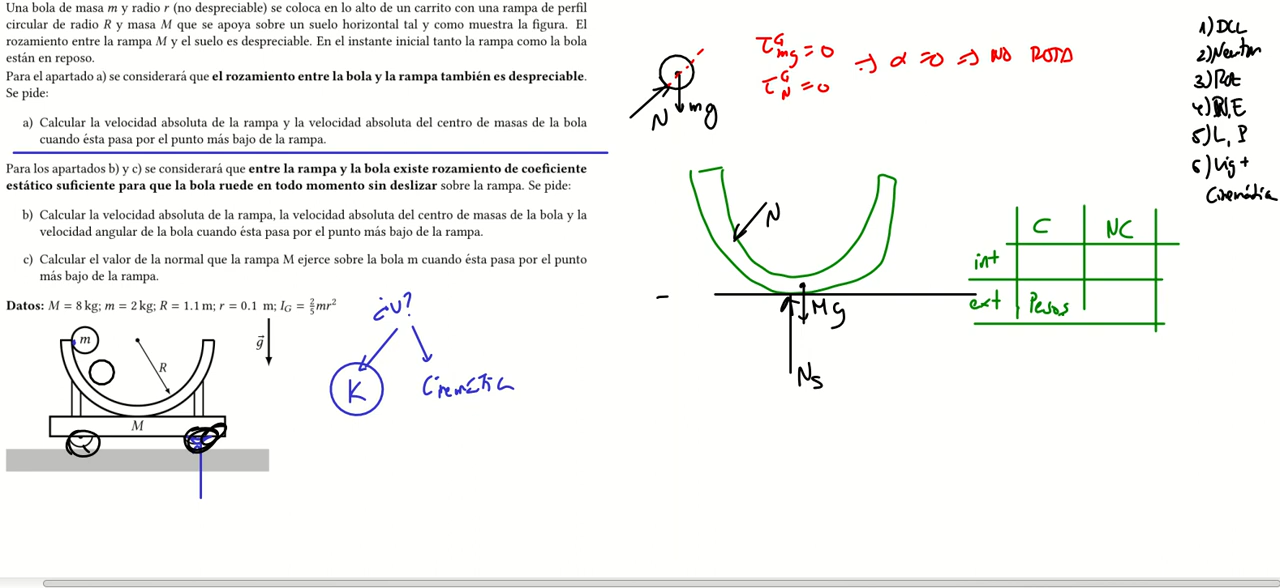 Una bola de masa m y radio r (no despreciable) se coloca en lo alto de un carrito con una rampa de perfil
circular de radio R y masa M que se apoya sobre un suelo horizontal tal y como muestra la figura. El
rozamiento entre la rampa M y el suelo es despreciable. En el instante inicial tanto la rampa como la bola
están en reposo.
Para el apartado a) se considerará que el rozamiento entre la bola y la rampa también es despreciable.
Se pide:
a) Calcular la velocidad absoluta de la rampa y la velocidad absoluta del centro de masas de la bola
cuando ésta pasa por el punto más bajo de la rampa.
Para los apartados b) y c) se considerará que entre la rampa y la bola existe rozamiento de coeficiente
estático suficiente para que la bola ruede en todo momento sin deslizar sobre la rampa. Se pide:
b) Calcular la velocidad absoluta de la rampa, la velocidad absoluta del centro de masas de la bola y la
velocidad angular de la bola cuando ésta pasa por el punto más bajo de la rampa.
c) Calcular el valor de la normal que la rampa M ejerce sobre la bola m cuando ésta pasa por el punto
más bajo de la rampa.
Datos: M = 8 kg; m = 2 kg; R = 1.1 m; r = 0.1 m; I_G = 2/5 mr²
m
R
M
g⃗
¿v?
K
Cinemática
N
mg
τ^G_mg = 0
τ^G_N = 0
⇒ α = 0 ⇒ NO ROTA
N
Mg
Ns
C NC
int
ext Pesos
1) DCL
2) Newton
3) Rot
5) L, P
6) Lig +
Cinemática